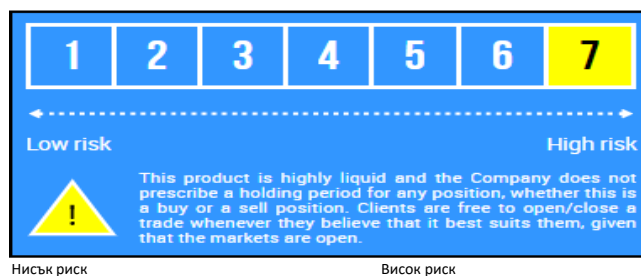 1 2 3 4 5 6 7
Low risk High risk
!
This product is highly liquid and the Company does not
prescribe a holding period for any position, whether this is
a buy or a sell position. Clients are free to open/close a
trade whenever they believe that it best suits them, given
that the markets are open.
Нисък риск Висок риск